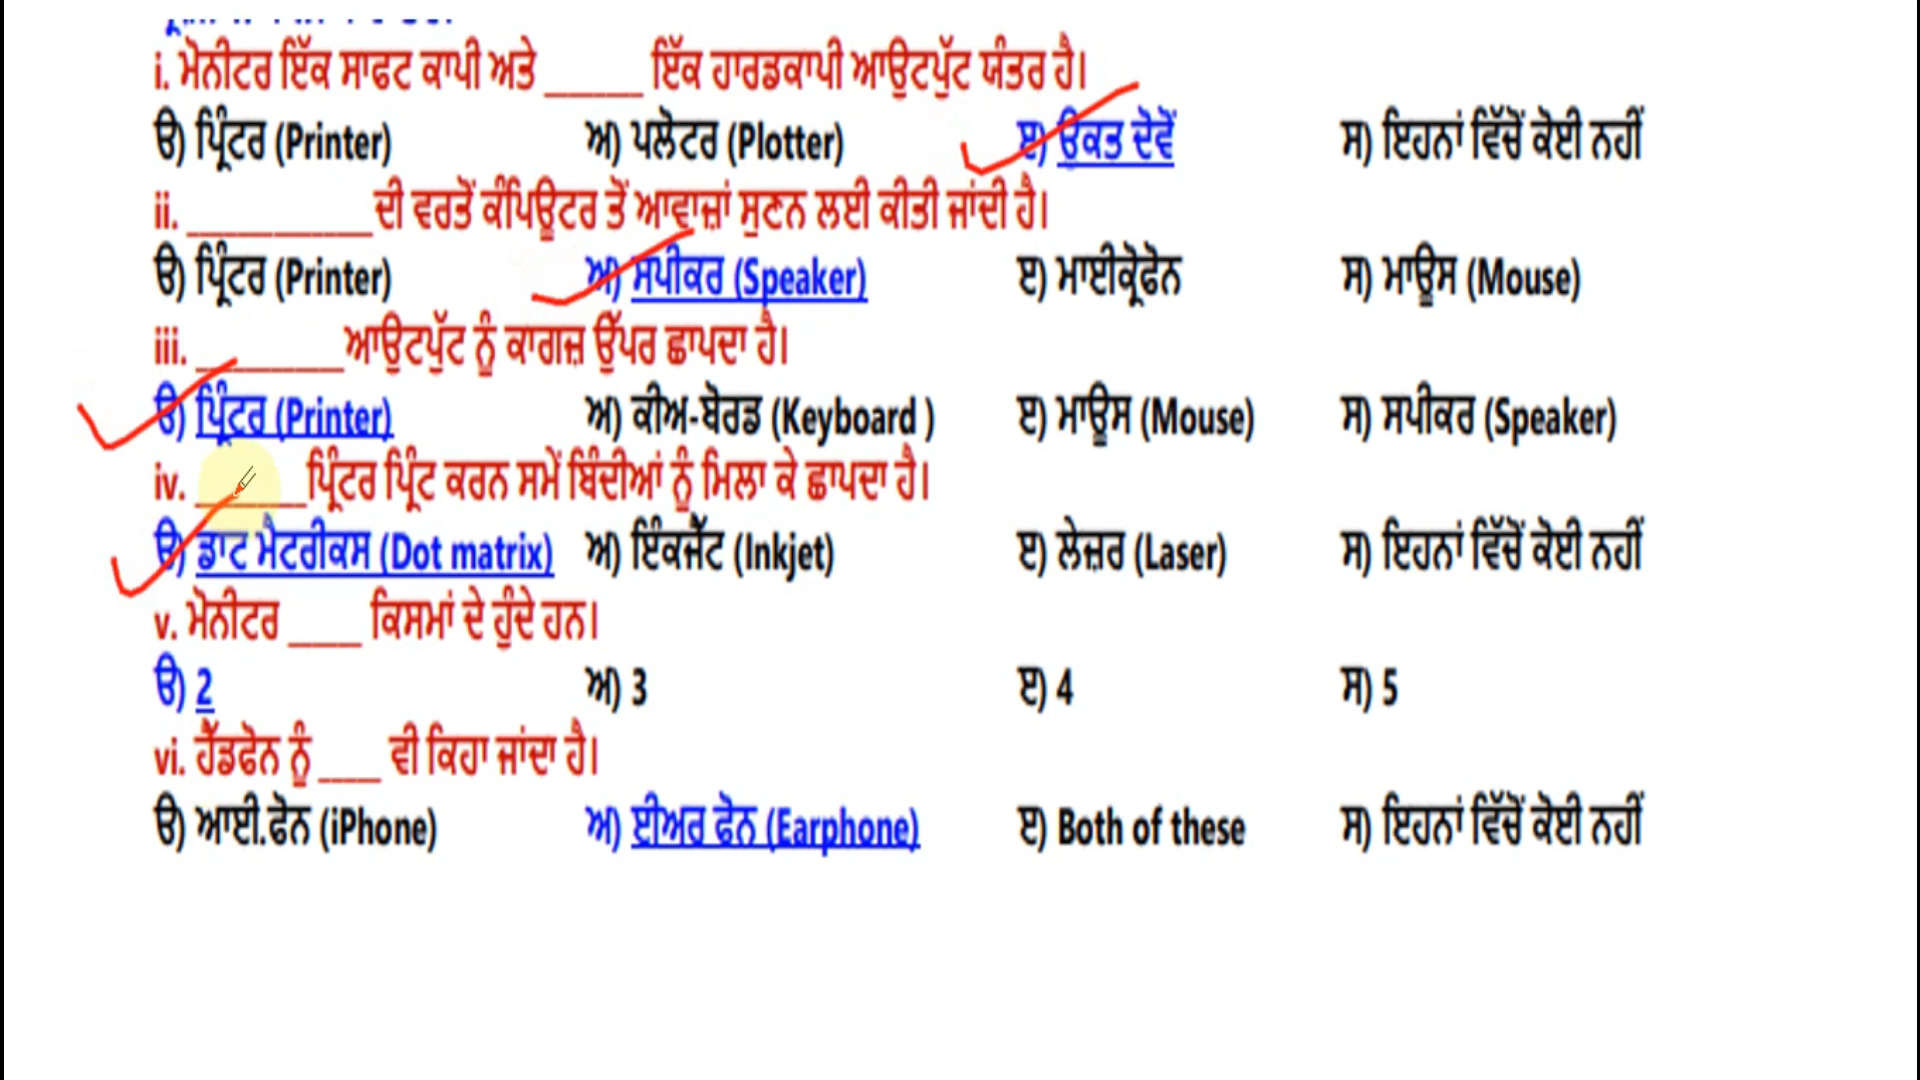 i. ਮੋਨੀਟਰ ਇੱਕ ਸਾਫਟ ਕਾਪੀ ਅਤੇ _______ ਇੱਕ ਹਾਰਡਕਾਪੀ ਆਉਟਪੁੱਟ ਯੰਤਰ ਹੈ।
ੳ) ਪ੍ਰਿੰਟਰ (Printer) ਅ) ਪਲੋਟਰ (Plotter) ੲ) ਉਕਤ ਦੋਵੇਂ ਸ) ਇਹਨਾਂ ਵਿੱਚੋਂ ਕੋਈ ਨਹੀਂ
ii. _____________ ਦੀ ਵਰਤੋਂ ਕੰਪਿਊਟਰ ਤੋਂ ਆਵਾਜ਼ਾਂ ਸੁਣਨ ਲਈ ਕੀਤੀ ਜਾਂਦੀ ਹੈ।
ੳ) ਪ੍ਰਿੰਟਰ (Printer) ਅ) ਸਪੀਕਰ (Speaker) ੲ) ਮਾਈਕ੍ਰੋਫੋਨ ਸ) ਮਾਊਸ (Mouse)
iii. __________ ਆਉਟਪੁੱਟ ਨੂੰ ਕਾਗਜ਼ ਉੱਪਰ ਛਾਪਦਾ ਹੈ।
ੳ) ਪ੍ਰਿੰਟਰ (Printer) ਅ) ਕੀਅ-ਬੋਰਡ (Keyboard ) ੲ) ਮਾਊਸ (Mouse) ਸ) ਸਪੀਕਰ (Speaker)
iv. ________ਪ੍ਰਿੰਟਰ ਪ੍ਰਿੰਟ ਕਰਨ ਸਮੇਂ ਬਿੰਦੀਆਂ ਨੂੰ ਮਿਲਾ ਕੇ ਛਾਪਦਾ ਹੈ।
ੳ) ਡਾਟ ਮੈਟਰੀਕਸ (Dot matrix) ਅ) ਇੰਕਜੈੱਟ (Inkjet) ੲ) ਲੇਜ਼ਰ (Laser) ਸ) ਇਹਨਾਂ ਵਿੱਚੋਂ ਕੋਈ ਨਹੀਂ
v. ਮੋਨੀਟਰ _____ ਕਿਸਮਾਂ ਦੇ ਹੁੰਦੇ ਹਨ।
ੳ) 2 ਅ) 3 ੲ) 4 ਸ) 5
vi. ਹੈੱਡਫੋਨ ਨੂੰ ____ ਵੀ ਕਿਹਾ ਜਾਂਦਾ ਹੈ।
ੳ) ਆਈ.ਫੋਨ (iPhone) ਅ) ਈਅਰ ਫੋਨ (Earphone) ੲ) Both of these ਸ) ਇਹਨਾਂ ਵਿੱਚੋਂ ਕੋਈ ਨਹੀਂ